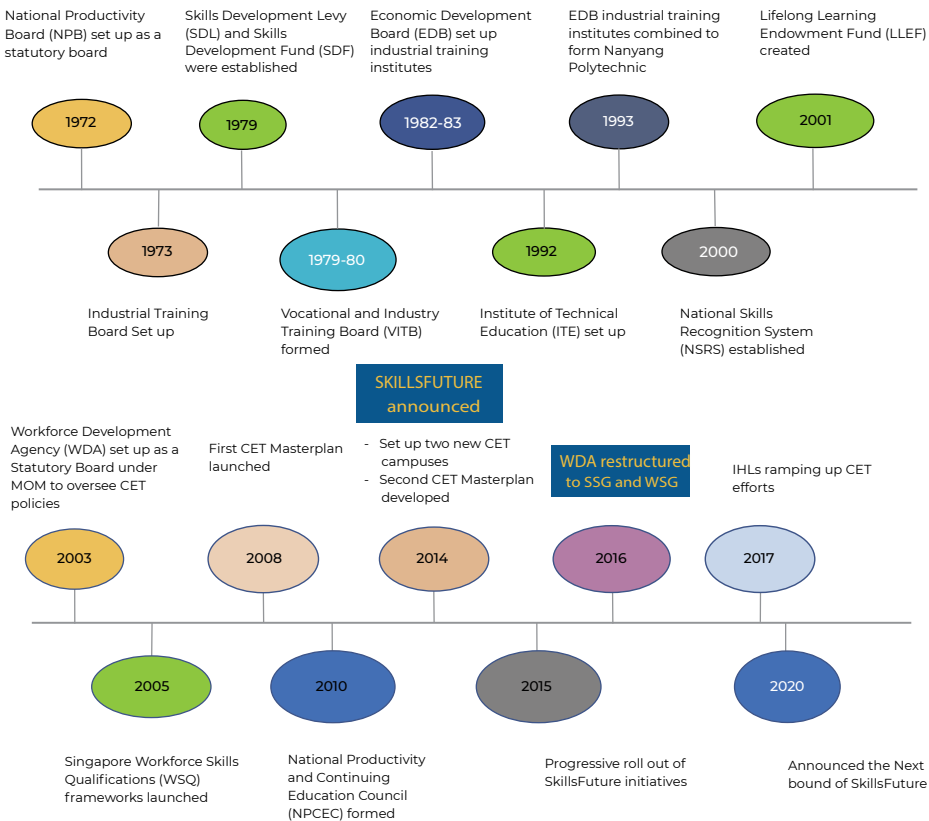 National Productivity
Board (NPB) set up as a
statutory board
Skills Development Levy
(SDL) and Skills
Development Fund (SDF)
were established
Economic Development
Board (EDB) set up
industrial training
institutes
EDB industrial training
institutes combined to
form Nanyang
Polytechnic
Lifelong Learning
Endowment Fund (LLEF)
created
1972
1979
1982-83
1993
2001
1973
1979-80
1992
2000
Industrial Training
Board Set up
Vocational and Industry
Training Board (VITB)
formed
Institute of Technical
Education (ITE) set up
National Skills
Recognition System
(NSRS) established
Workforce Development
Agency (WDA) set up as a
Statutory Board under
MOM to oversee CET
policies
First CET Masterplan
launched
SKILLSFUTURE
announced
- Set up two new CET
campuses
- Second CET Masterplan
developed
WDA restructured
to SSG and WSG
IHLs ramping up CET
efforts
2003
2008
2014
2016
2017
2005
2010
2015
2020
Singapore Workforce Skills
Qualifications (WSQ)
frameworks launched
National Productivity
and Continuing
Education Council
(NPCEC) formed
Progressive roll out of
SkillsFuture initiatives
Announced the Next
bound of SkillsFuture